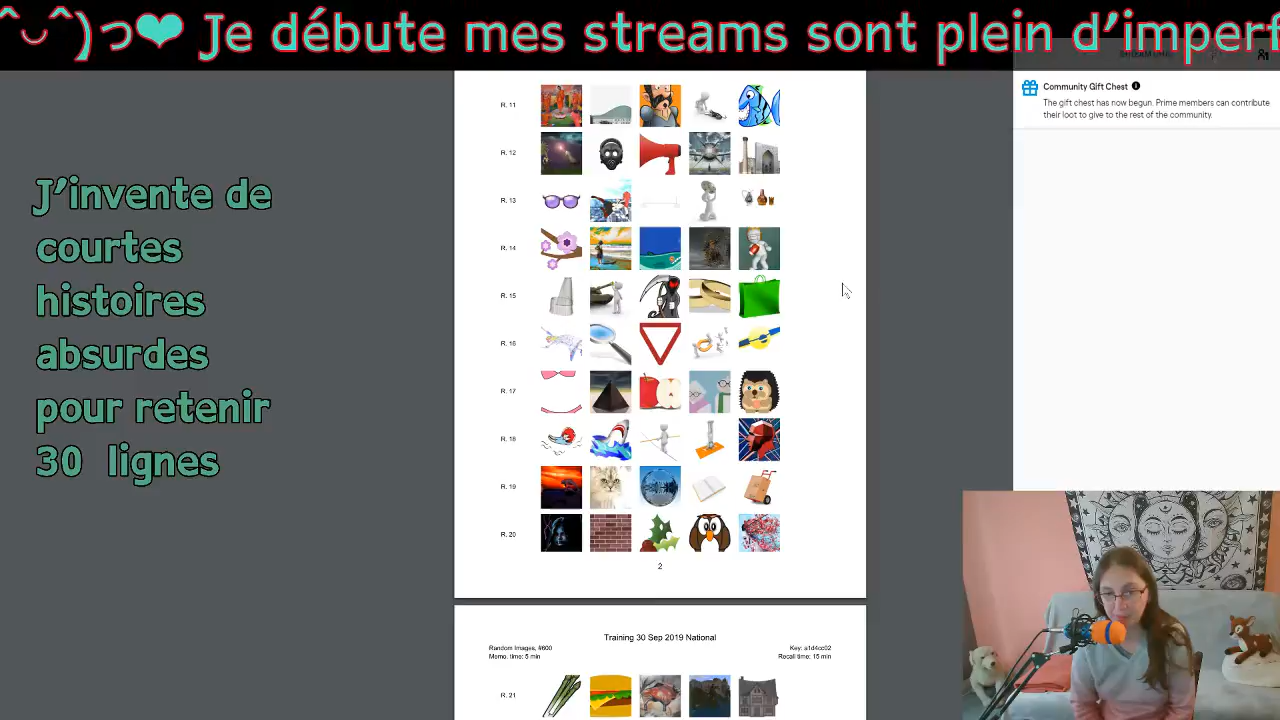 ^ᴗ^)っ❤ Je débute mes streams sont plein d'imperf
Community Gift Chest
The gift chest has now begun. Prime members can contribute
their loot to give to the rest of the community.
J'invente de
courtes
histoires
absurdes
pour retenir
30 lignes
R. 11
R. 12
R. 13
R. 14
R. 15
R. 16
R. 17
R. 18
R. 19
R. 20
2
Training 30 Sep 2019 National
Random Images, #600
Key: a1d4cc02
Memo. time: 5 min
Recall time: 15 min
R. 21